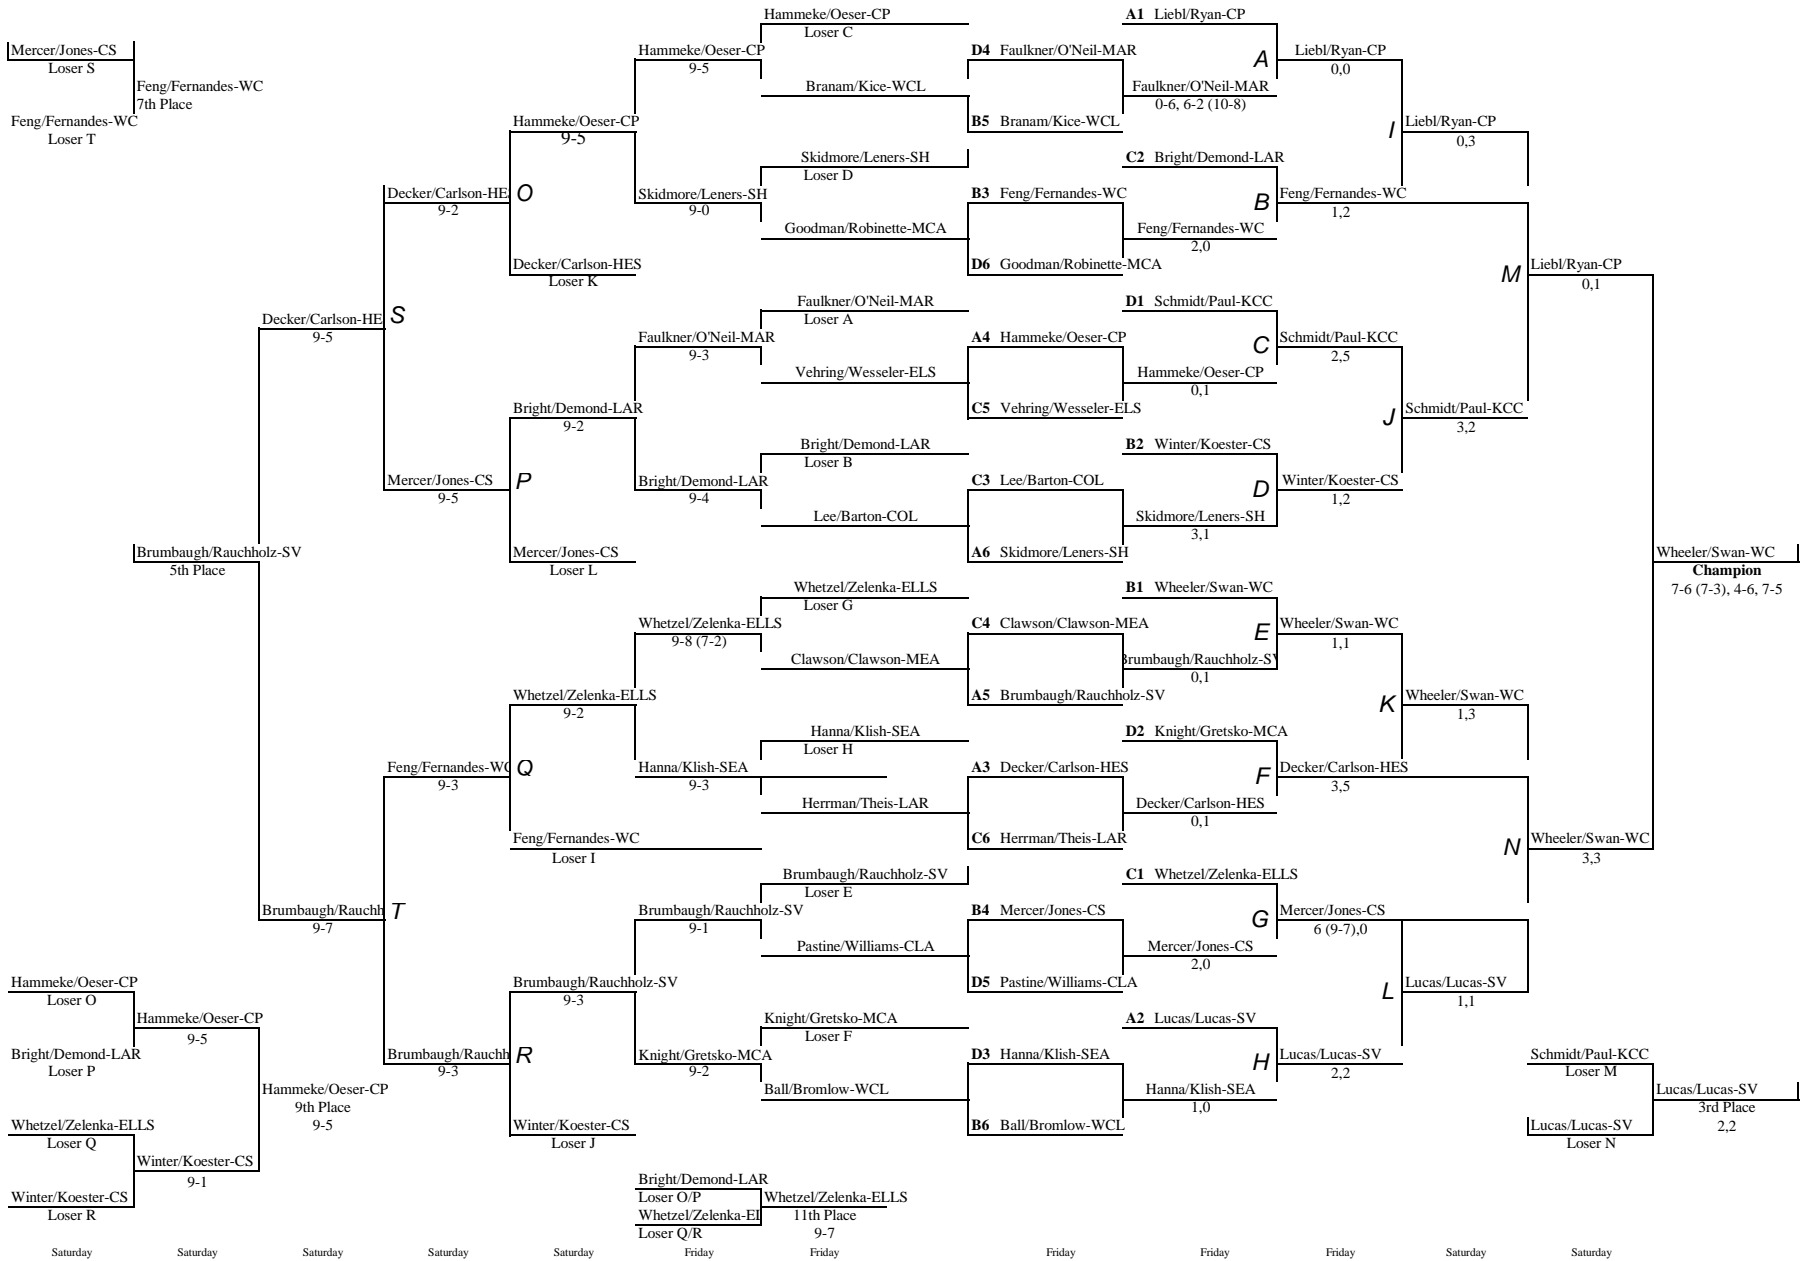 Hammeke/Oeser-CP
A1 Liebl/Ryan-CP
Loser C
Mercer/Jones-CS
Hammeke/Oeser-CP
D4 Faulkner/O'Neil-MAR
A
Liebl/Ryan-CP
Loser S
9-5
0,0
Feng/Fernandes-WC
Branam/Kice-WCL
Faulkner/O'Neil-MAR
7th Place
0-6, 6-2 (10-8)
Feng/Fernandes-WC
Hammeke/Oeser-CP
B5 Branam/Kice-WCL
I
Liebl/Ryan-CP
Loser T
9-5
0,3
Skidmore/Leners-SH
C2 Bright/Demond-LAR
Loser D
Decker/Carlson-HE
O
Skidmore/Leners-SH
B3 Feng/Fernandes-WC
B
Feng/Fernandes-WC
9-2
9-0
1,2
Goodman/Robinette-MCA
Feng/Fernandes-WC
2,0
Decker/Carlson-HES
D6 Goodman/Robinette-MCA
M
Liebl/Ryan-CP
Loser K
0,1
Faulkner/O'Neil-MAR
D1 Schmidt/Paul-KCC
Loser A
Decker/Carlson-HE
S
9-5
Faulkner/O'Neil-MAR
A4 Hammeke/Oeser-CP
C
Schmidt/Paul-KCC
9-3
2,5
Vehring/Wesseler-ELS
Hammeke/Oeser-CP
0,1
Bright/Demond-LAR
C5 Vehring/Wesseler-ELS
J
Schmidt/Paul-KCC
9-2
3,2
Bright/Demond-LAR
B2 Winter/Koester-CS
Loser B
Mercer/Jones-CS
P
Bright/Demond-LAR
C3 Lee/Barton-COL
D
Winter/Koester-CS
9-5
9-4
1,2
Lee/Barton-COL
Skidmore/Leners-SH
3,1
Brumbaugh/Rauchholz-SV
Mercer/Jones-CS
A6 Skidmore/Leners-SH
Wheeler/Swan-WC
5th Place
Loser L
Champion
7-6 (7-3), 4-6, 7-5
Whetzel/Zelenka-ELLS
B1 Wheeler/Swan-WC
Loser G
Whetzel/Zelenka-ELLS
C4 Clawson/Clawson-MEA
E
Wheeler/Swan-WC
9-8 (7-2)
1,1
Clawson/Clawson-MEA
Brumbaugh/Rauchholz-SV
0,1
Whetzel/Zelenka-ELLS
A5 Brumbaugh/Rauchholz-SV
K
Wheeler/Swan-WC
9-2
1,3
Hanna/Klish-SEA
D2 Knight/Gretsko-MCA
Loser H
Feng/Fernandes-WC
Q
Hanna/Klish-SEA
A3 Decker/Carlson-HES
F
Decker/Carlson-HES
9-3
9-3
3,5
Herrman/Theis-LAR
Decker/Carlson-HES
0,1
Feng/Fernandes-WC
C6 Herrman/Theis-LAR
N
Wheeler/Swan-WC
Loser I
3,3
Brumbaugh/Rauchholz-SV
C1 Whetzel/Zelenka-ELLS
Loser E
Brumbaugh/Rauchh
T
Brumbaugh/Rauchholz-SV
B4 Mercer/Jones-CS
G
Mercer/Jones-CS
9-7
9-1
6 (9-7),0
Pastine/Williams-CLA
Mercer/Jones-CS
2,0
Hammeke/Oeser-CP
Brumbaugh/Rauchholz-SV
D5 Pastine/Williams-CLA
L
Lucas/Lucas-SV
Loser O
9-3
1,1
Hammeke/Oeser-CP
Knight/Gretsko-MCA
A2 Lucas/Lucas-SV
9-5
Loser F
Bright/Demond-LAR
Brumbaugh/Rauchh
R
Knight/Gretsko-MCA
D3 Hanna/Klish-SEA
H
Lucas/Lucas-SV
Schmidt/Paul-KCC
Loser P
9-3
9-2
2,2
Loser M
Hammeke/Oeser-CP
Ball/Bromlow-WCL
Hanna/Klish-SEA
Lucas/Lucas-SV
9th Place
1,0
3rd Place
9-5
2,2
Whetzel/Zelenka-ELLS
Winter/Koester-CS
B6 Ball/Bromlow-WCL
Lucas/Lucas-SV
Loser Q
Loser J
Loser N
Winter/Koester-CS
9-1
Bright/Demond-LAR
Winter/Koester-CS
Loser O/P
Whetzel/Zelenka-ELLS
Loser R
Whetzel/Zelenka-El
11th Place
Loser Q/R
9-7
Saturday Saturday Saturday Saturday Saturday Friday Friday Friday Friday Friday Saturday Saturday